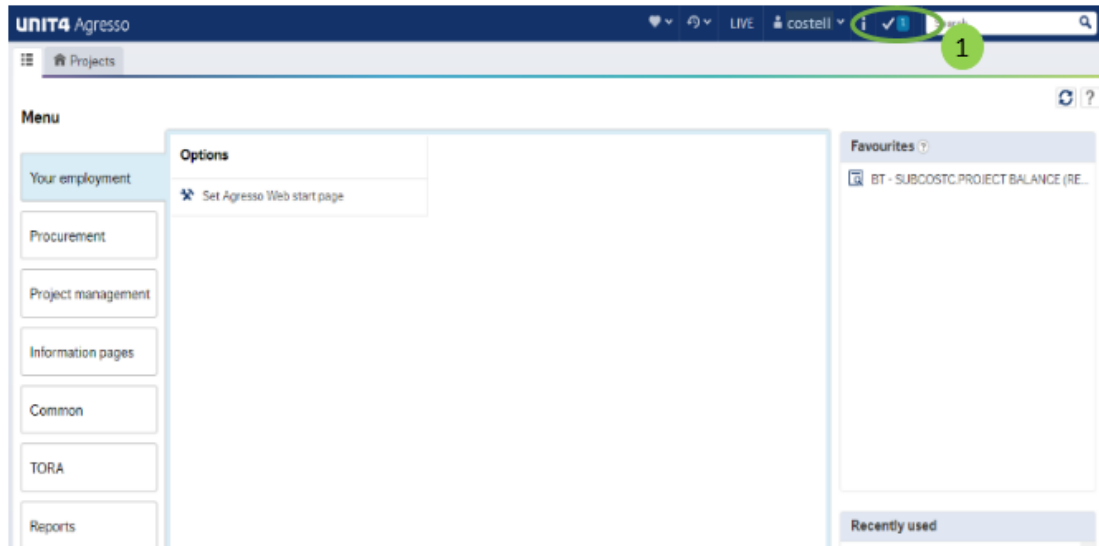 UNIT4 Agresso
LIVE costell i 1
1
Projects
?
Menu
Your employment
Procurement
Project management
Information pages
Common
TORA
Reports
Options
Set Agresso Web start page
Favourites ?
BT - SUBCOSTC.PROJECT BALANCE (RE...
Recently used